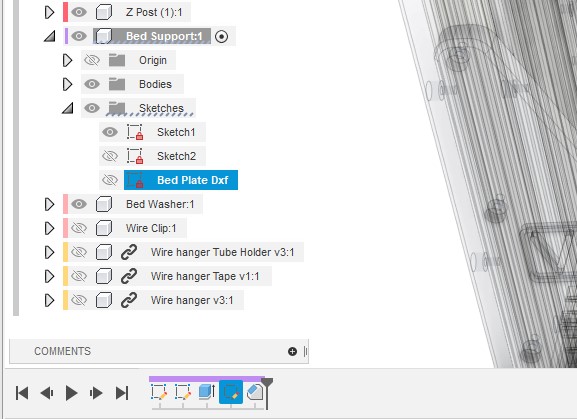 Z Post (1):1
Bed Support:1
Origin
Bodies
Sketches
Sketch1
Sketch2
Bed Plate Dxf
Bed Washer:1
Wire Clip:1
Wire hanger Tube Holder v3:1
Wire hanger Tape v1:1
Wire hanger v3:1
COMMENTS